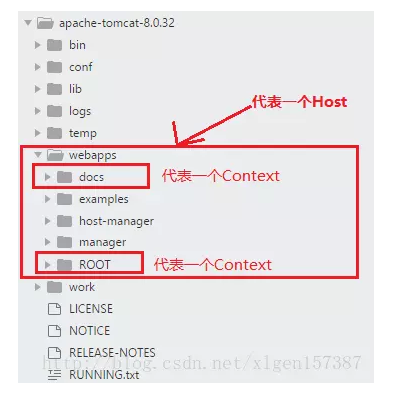 apache-tomcat-8.0.32
bin
conf
lib
代表一个Host
logs
temp
webapps
docs 代表一个Context
examples
host-manager
manager
ROOT 代表一个Context
work
LICENSE
NOTICE
http://blog.csdn.net/xlgen157387
RELEASE-NOTES
RUNNING.txt